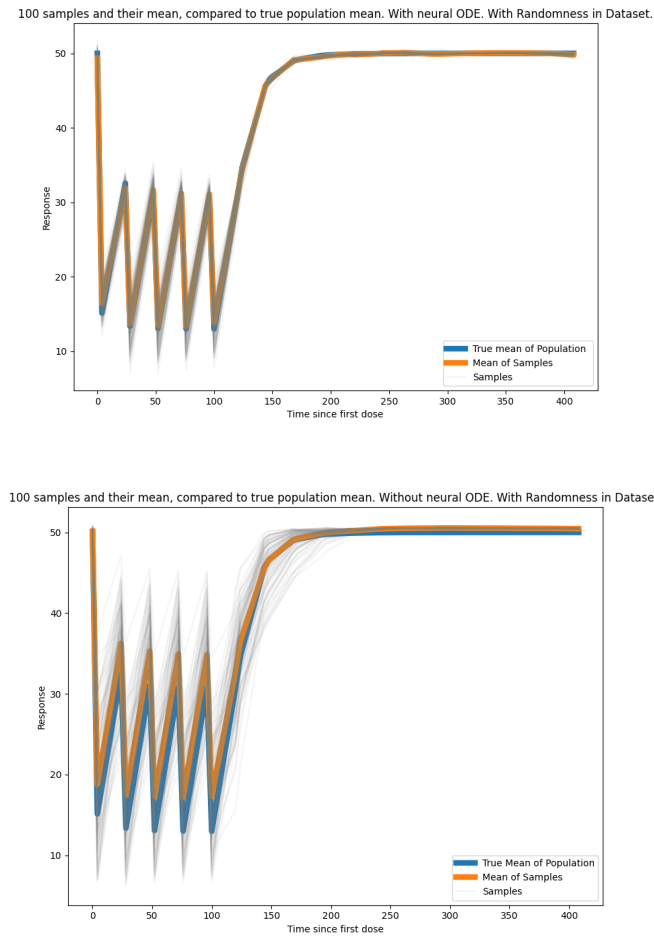 100 samples and their mean, compared to true population mean. With neural ODE. With Randomness in Dataset.
50
40
30
20
10
Response
True mean of Population
Mean of Samples
Samples
0 50 100 150 200 250 300 350 400
Time since first dose
100 samples and their mean, compared to true population mean. Without neural ODE. With Randomness in Datase
50
40
30
20
10
Response
True Mean of Population
Mean of Samples
Samples
0 50 100 150 200 250 300 350 400
Time since first dose